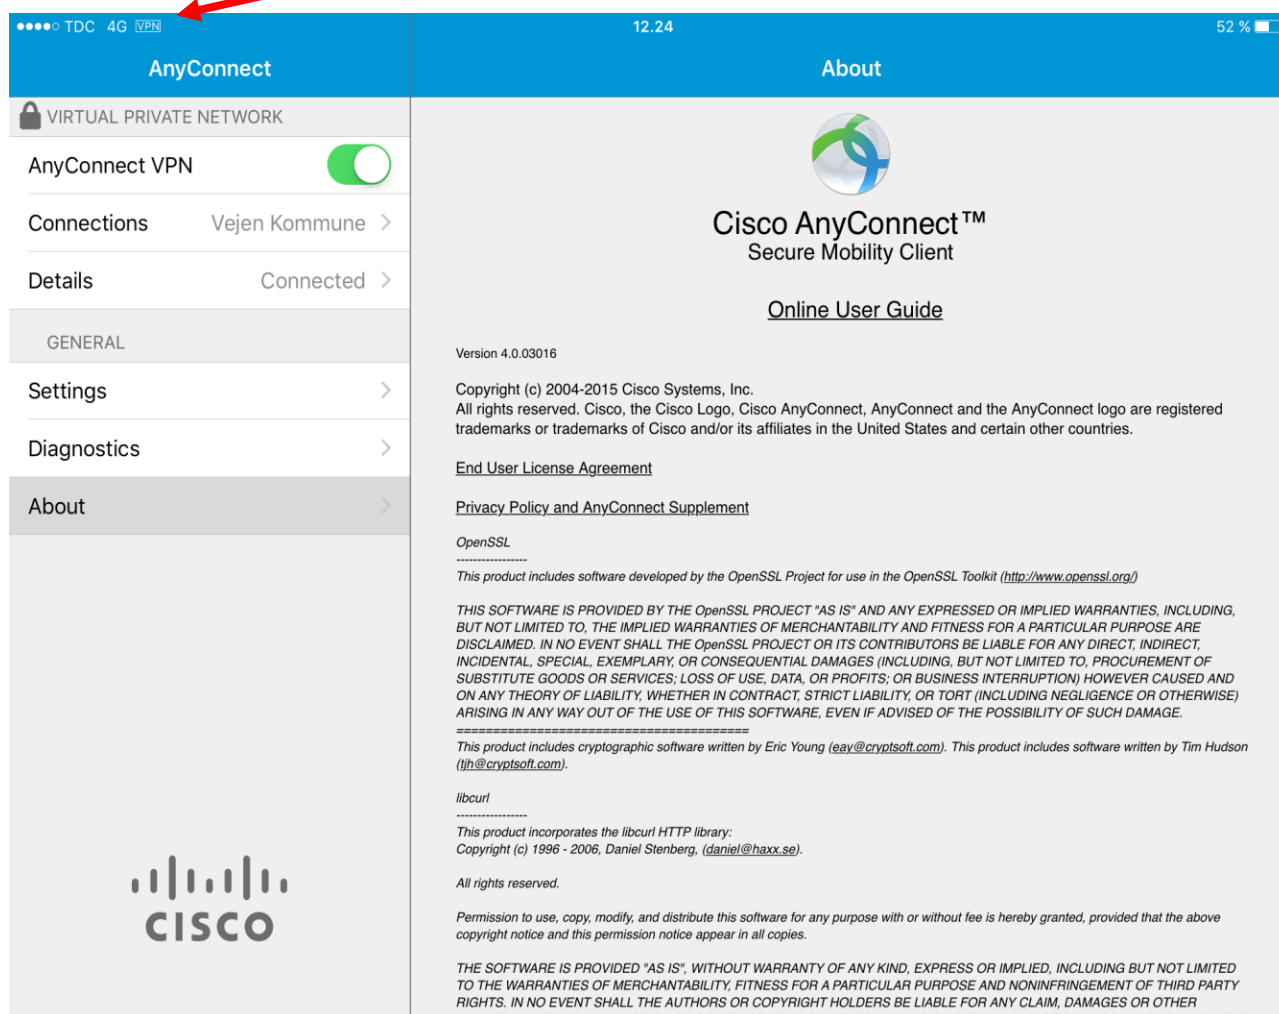 TDC 4G VPN
12.24
52 %
AnyConnect
About
VIRTUAL PRIVATE NETWORK
AnyConnect VPN
Connections Vejen Kommune
Details Connected
GENERAL
Settings
Diagnostics
About
CISCO
Cisco AnyConnect™
Secure Mobility Client
Online User Guide
Version 4.0.03016
Copyright (c) 2004-2015 Cisco Systems, Inc.
All rights reserved. Cisco, the Cisco Logo, Cisco AnyConnect, AnyConnect and the AnyConnect logo are registered
trademarks or trademarks of Cisco and/or its affiliates in the United States and certain other countries.
End User License Agreement
Privacy Policy and AnyConnect Supplement
OpenSSL
-----------------
This product includes software developed by the OpenSSL Project for use in the OpenSSL Toolkit (http://www.openssl.org/)
THIS SOFTWARE IS PROVIDED BY THE OpenSSL PROJECT "AS IS" AND ANY EXPRESSED OR IMPLIED WARRANTIES, INCLUDING,
BUT NOT LIMITED TO, THE IMPLIED WARRANTIES OF MERCHANTABILITY AND FITNESS FOR A PARTICULAR PURPOSE ARE
DISCLAIMED. IN NO EVENT SHALL THE OpenSSL PROJECT OR ITS CONTRIBUTORS BE LIABLE FOR ANY DIRECT, INDIRECT,
INCIDENTAL, SPECIAL, EXEMPLARY, OR CONSEQUENTIAL DAMAGES (INCLUDING, BUT NOT LIMITED TO, PROCUREMENT OF
SUBSTITUTE GOODS OR SERVICES; LOSS OF USE, DATA, OR PROFITS; OR BUSINESS INTERRUPTION) HOWEVER CAUSED AND
ON ANY THEORY OF LIABILITY, WHETHER IN CONTRACT, STRICT LIABILITY, OR TORT (INCLUDING NEGLIGENCE OR OTHERWISE)
ARISING IN ANY WAY OUT OF THE USE OF THIS SOFTWARE, EVEN IF ADVISED OF THE POSSIBILITY OF SUCH DAMAGE.
========================================
This product includes cryptographic software written by Eric Young (eay@cryptsoft.com). This product includes software written by Tim Hudson
(tjh@cryptsoft.com).
libcurl
-----------------
This product incorporates the libcurl HTTP library:
Copyright (c) 1996 - 2006, Daniel Stenberg, (daniel@haxx.se).
All rights reserved.
Permission to use, copy, modify, and distribute this software for any purpose with or without fee is hereby granted, provided that the above
copyright notice and this permission notice appear in all copies.
THE SOFTWARE IS PROVIDED "AS IS", WITHOUT WARRANTY OF ANY KIND, EXPRESS OR IMPLIED, INCLUDING BUT NOT LIMITED
TO THE WARRANTIES OF MERCHANTABILITY, FITNESS FOR A PARTICULAR PURPOSE AND NONINFRINGEMENT OF THIRD PARTY
RIGHTS. IN NO EVENT SHALL THE AUTHORS OR COPYRIGHT HOLDERS BE LIABLE FOR ANY CLAIM, DAMAGES OR OTHER